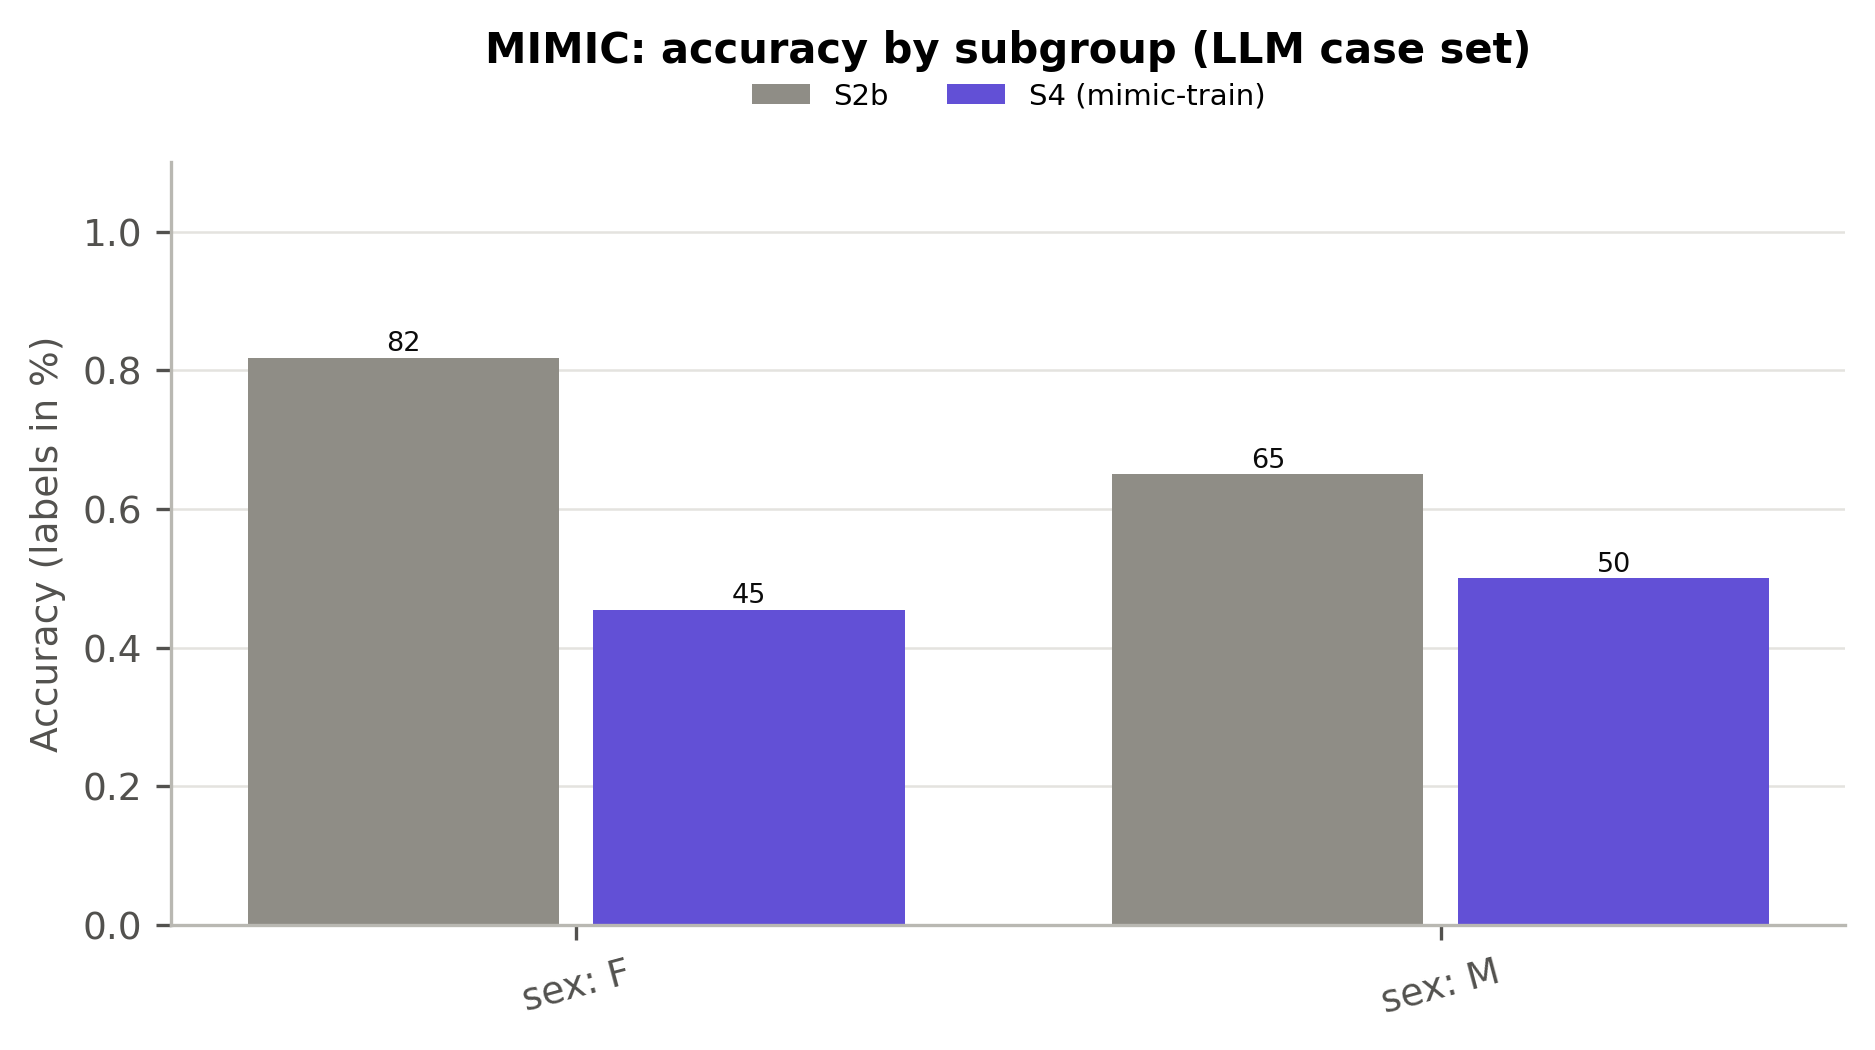 MIMIC: accuracy by subgroup (LLM case set)
S2b
S4 (mimic-train)
Accuracy (labels in %)
1.0
0.8
0.6
0.4
0.2
0.0
82
45
65
50
sex: F
sex: M